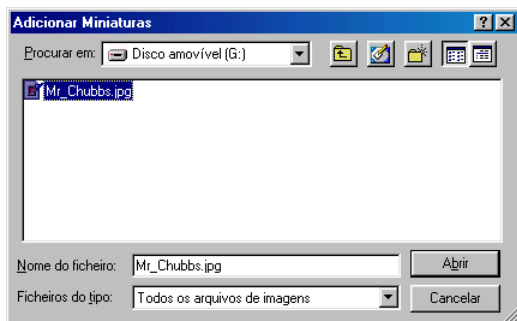 Adicionar Miniaturas
Procurar em: Disco amovível (G:)
Mr_Chubbs.jpg
Nome do ficheiro: Mr_Chubbs.jpg Abrir
Ficheiros do tipo: Todos os arquivos de imagens Cancelar